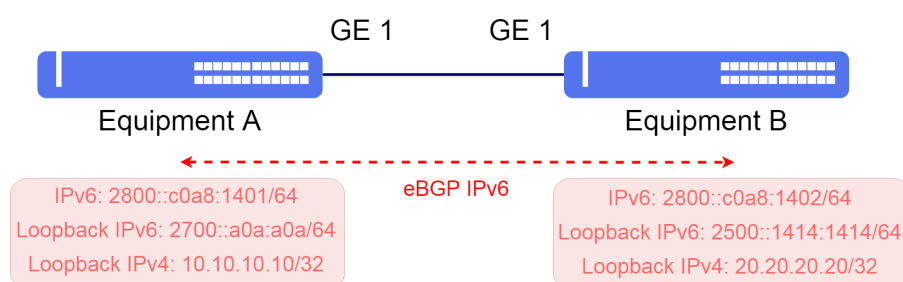 GE 1
GE 1
Equipment A
Equipment B
eBGP IPv6
IPv6: 2800::c0a8:1401/64
Loopback IPv6: 2700::a0a:a0a/64
Loopback IPv4: 10.10.10.10/32
IPv6: 2800::c0a8:1402/64
Loopback IPv6: 2500::1414:1414/64
Loopback IPv4: 20.20.20.20/32